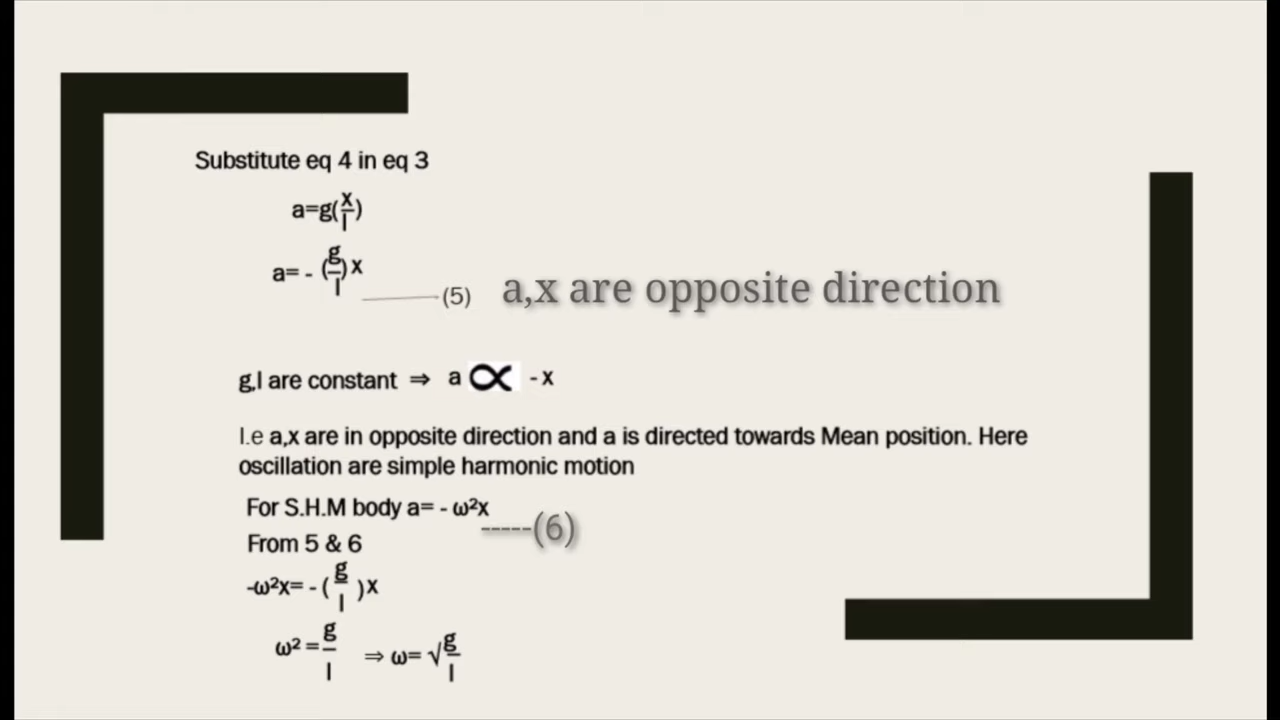 Substitute eq 4 in eq 3
a=g(x/l)
a= - (g/l)x
(5) a,x are opposite direction
g,l are constant ⇒ a ∝ - x
I.e a,x are in opposite direction and a is directed towards Mean position. Here
oscillation are simple harmonic motion
For S.H.M body a= - ω²x
-----(6)
From 5 & 6
-ω²x= - (g/l)x
ω² = g/l ⇒ ω= √g/l